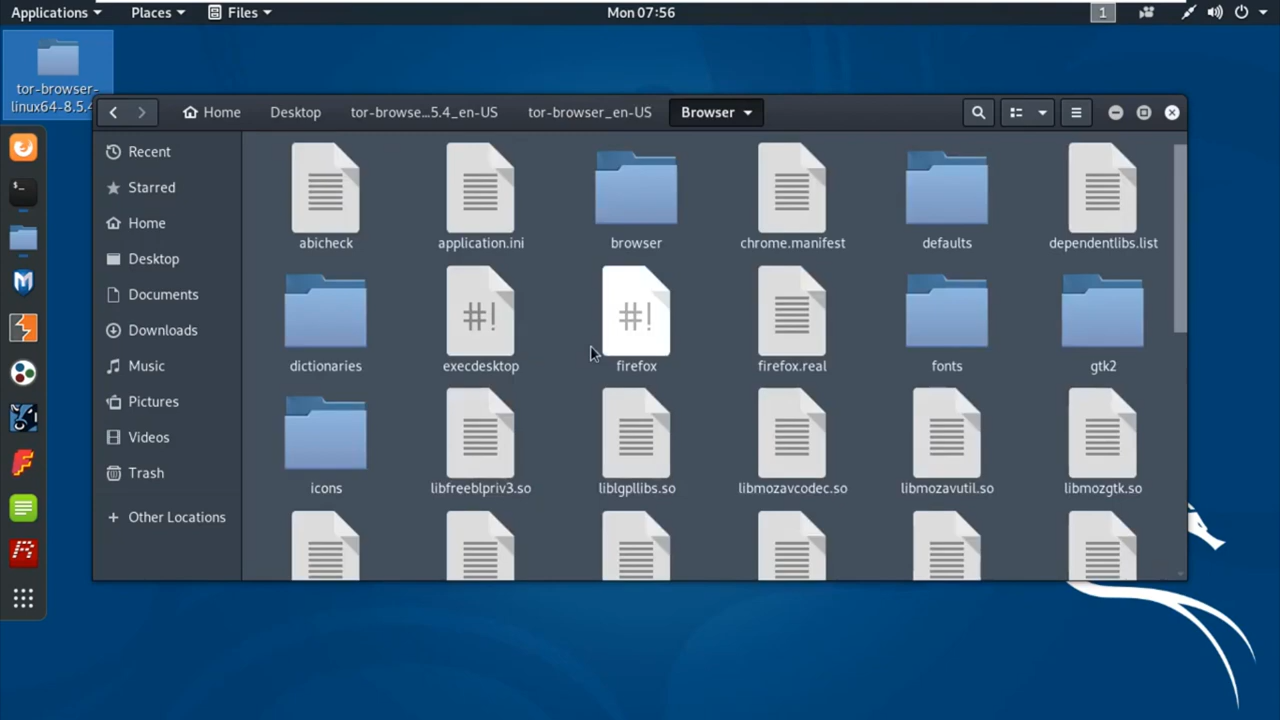 Applications Places Files Mon 07:56 1
tor-browser-
linux64-8.5.4
Home Desktop tor-browse...5.4_en-US tor-browser_en-US Browser
Recent
Starred
Home
Desktop
Documents
Downloads
Music
Pictures
Videos
Trash
+ Other Locations
abicheck application.ini browser chrome.manifest defaults dependentlibs.list
#! #!
dictionaries execdesktop firefox firefox.real fonts gtk2
icons libfreeblpriv3.so liblgpllibs.so libmozavcodec.so libmozavutil.so libmozgtk.so